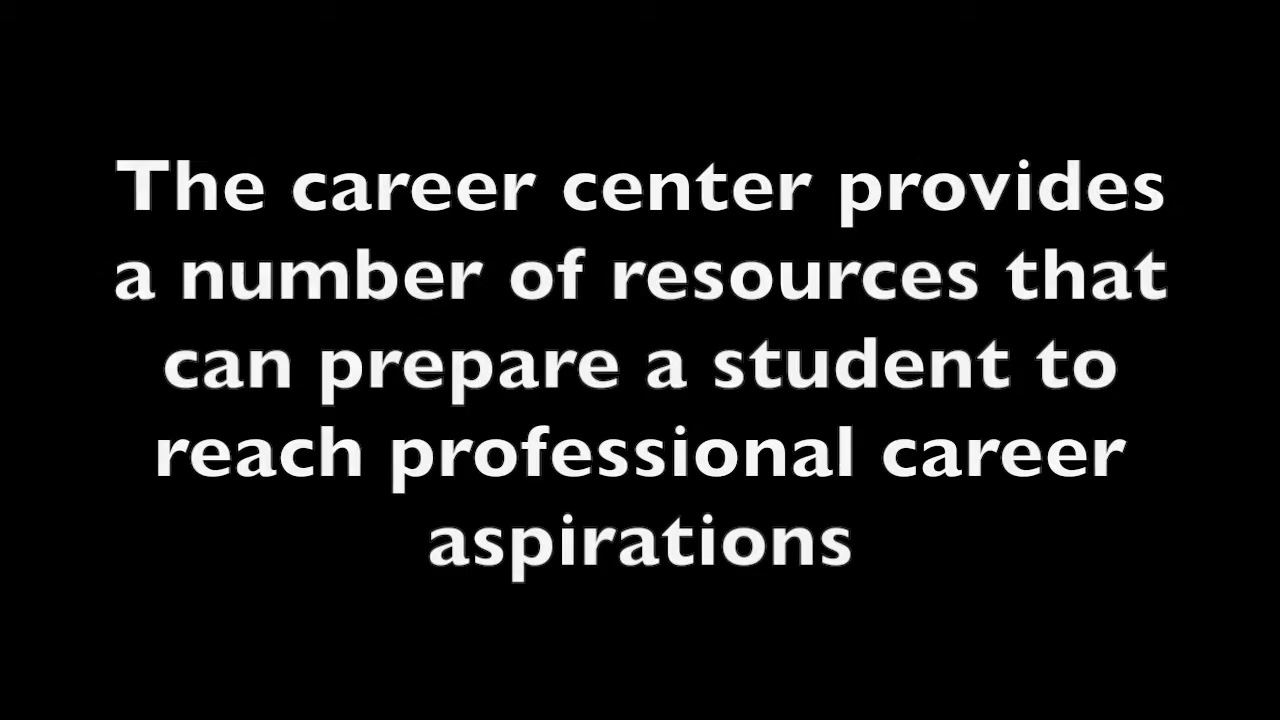 The career center provides
a number of resources that
can prepare a student to
reach professional career
aspirations